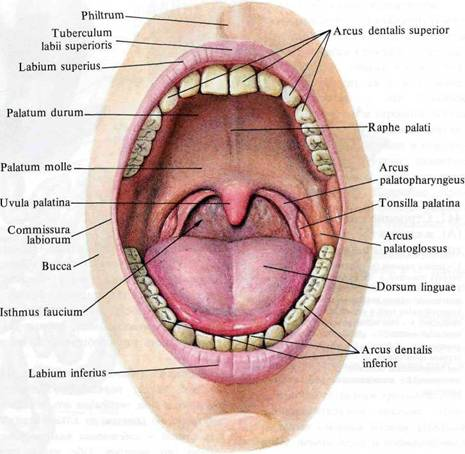 Philtrum
Tuberculum
labii superioris
Labium superius
Palatum durum
Palatum molle
Uvula palatina
Commissura
labiorum
Bucca
Isthmus faucium
Labium inferius
Arcus dentalis superior
Raphe palati
Arcus
palatopharyngeus
Tonsilla palatina
Arcus
palatoglossus
Dorsum linguae
Arcus dentalis
inferior